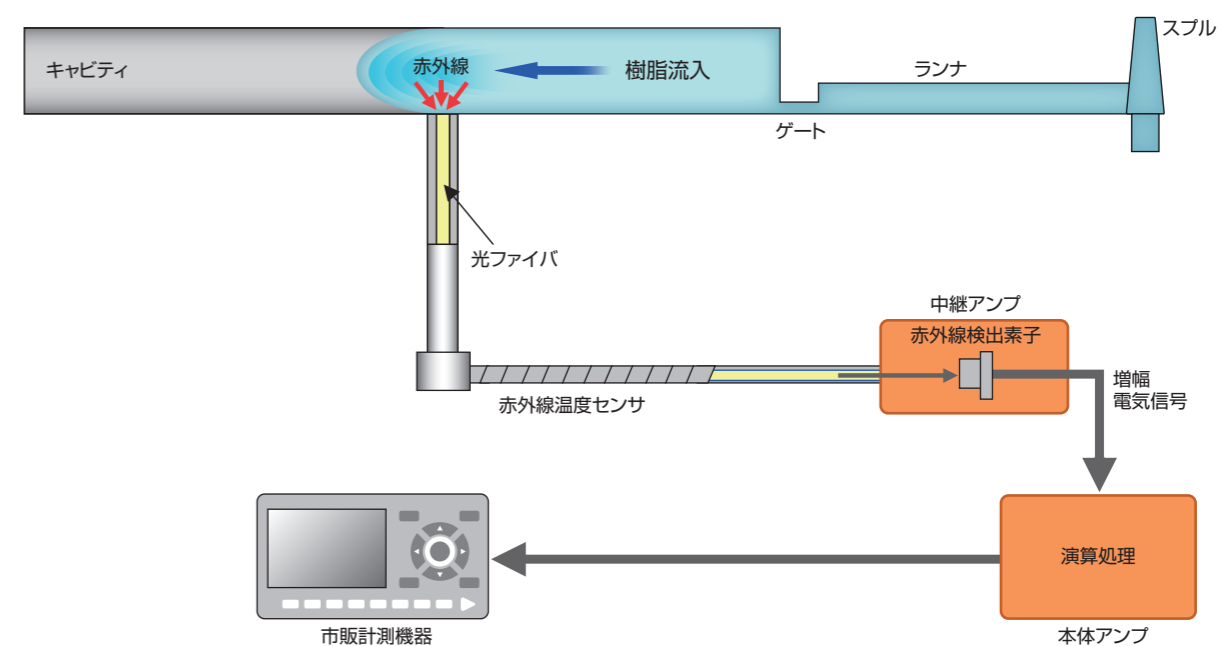 スプル
キャビティ
赤外線
樹脂流入
ランナ
ゲート
光ファイバ
中継アンプ
赤外線検出素子
赤外線温度センサ
増幅
電気信号
演算処理
市販計測機器
本体アンプ